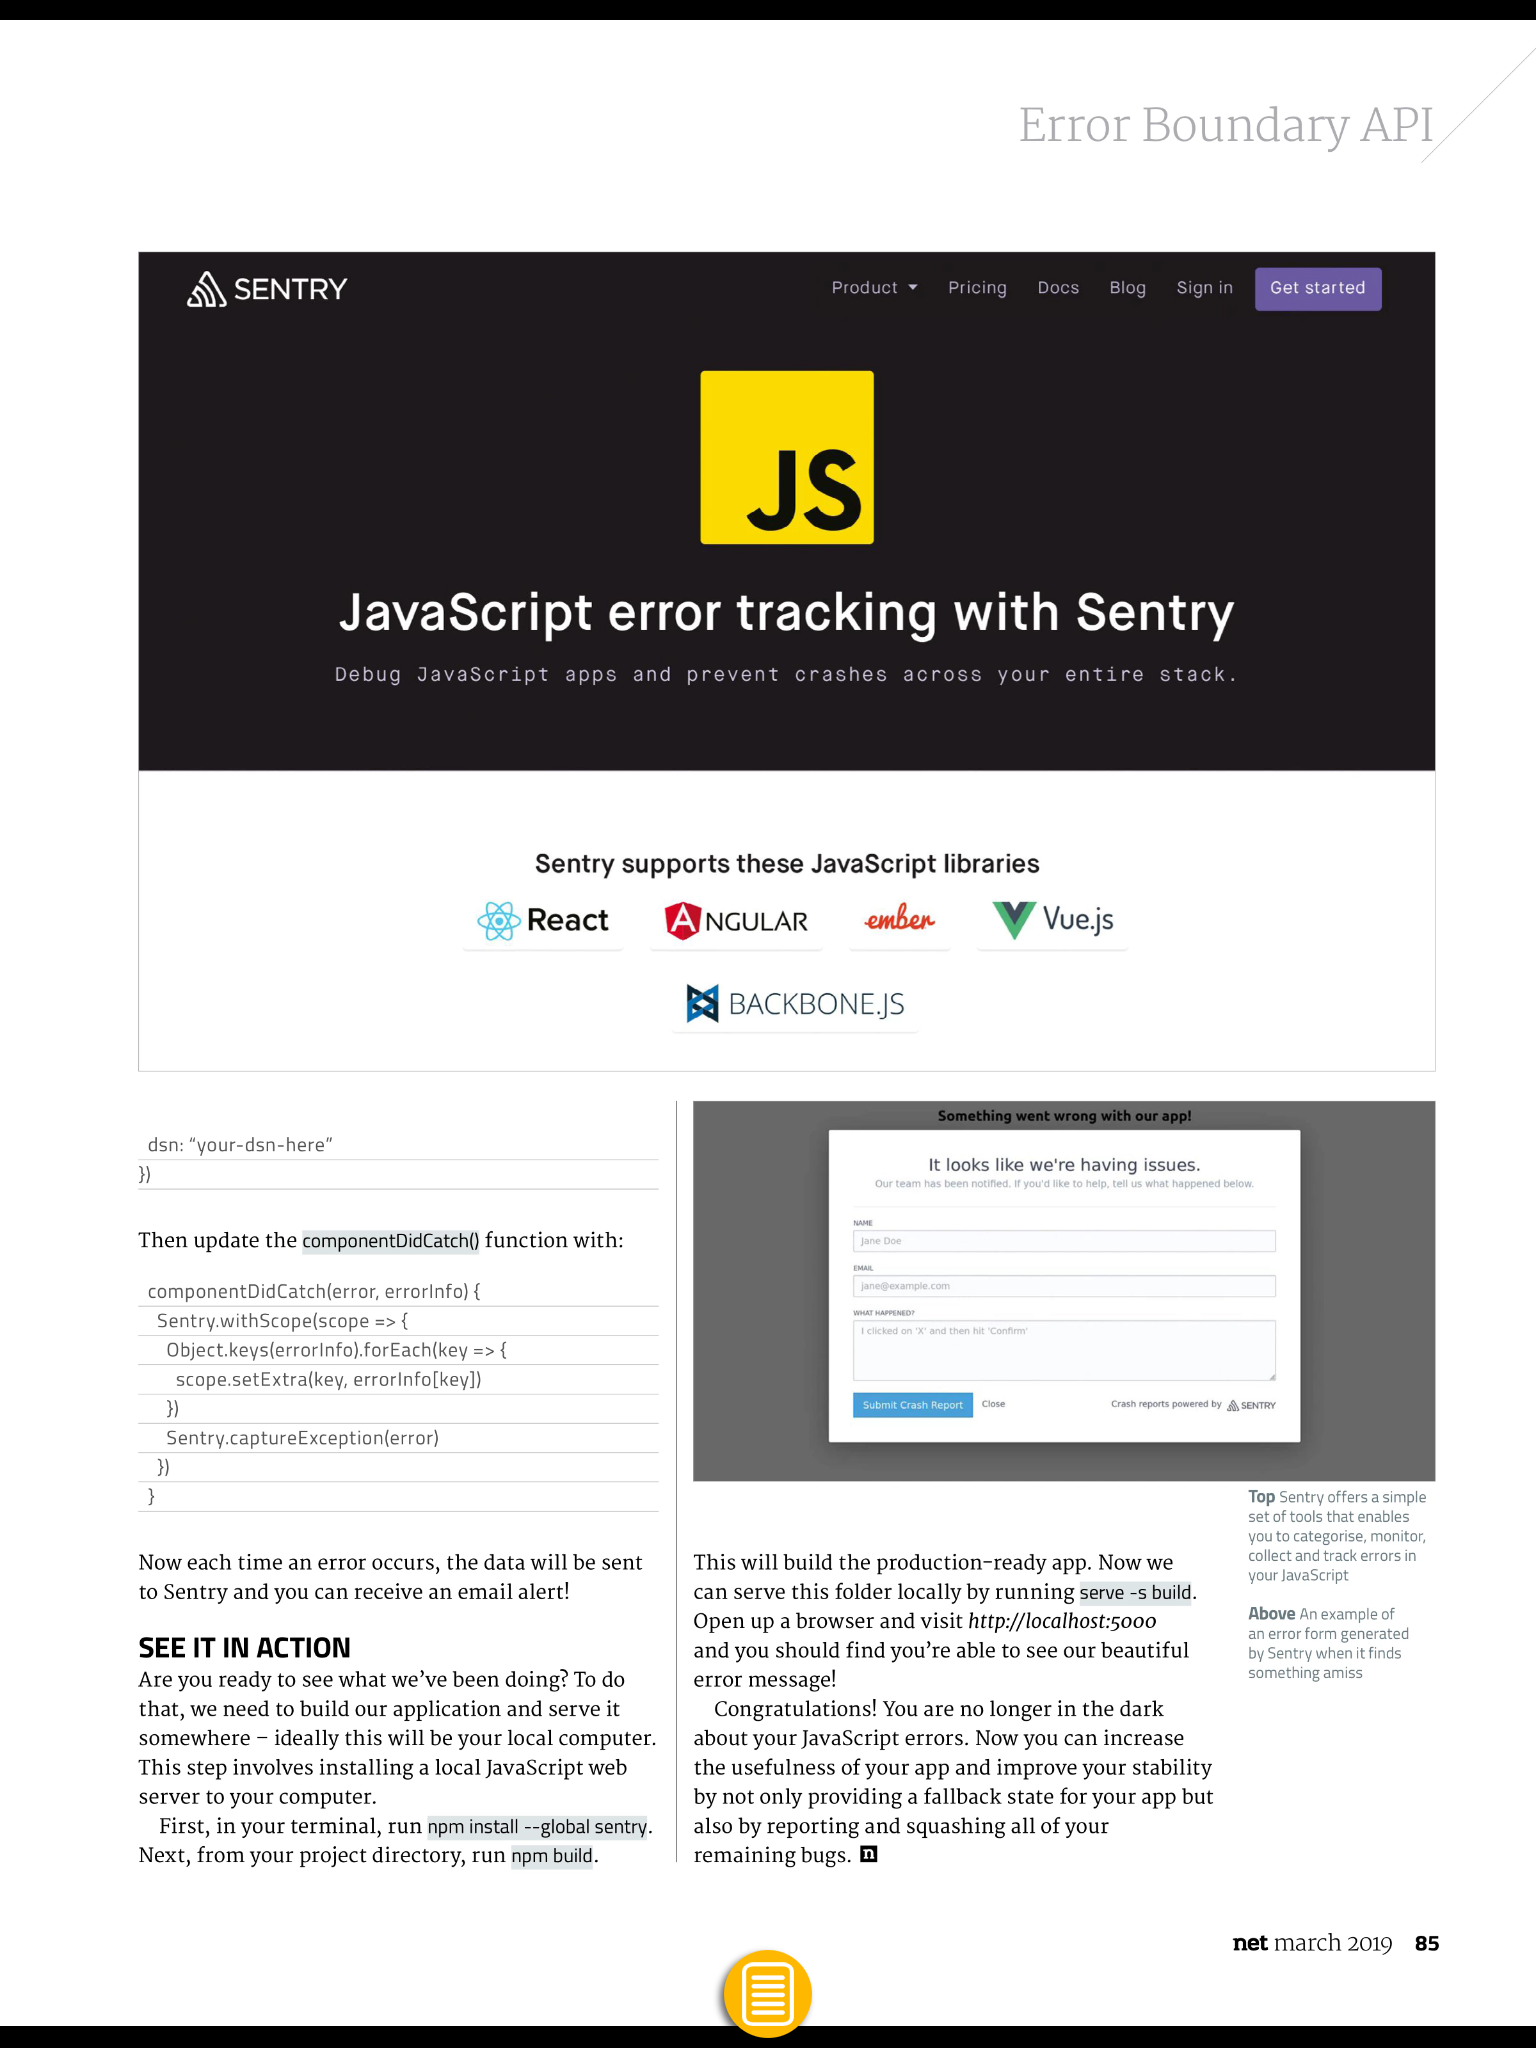 Error Boundary API
SENTRY
Product
Pricing
Docs
Blog
Sign in
Get started
JS
JavaScript error tracking with Sentry
Debug JavaScript apps and prevent crashes across your entire stack.
Sentry supports these JavaScript libraries
React
ANGULAR
ember
Vue.js
BACKBONE.JS
dsn: “your-dsn-here”
})
Then update the componentDidCatch() function with:
componentDidCatch(error, errorInfo) {
Sentry.withScope(scope => {
Object.keys(errorInfo).forEach(key => {
scope.setExtra(key, errorInfo[key])
})
Sentry.captureException(error)
})
}
Now each time an error occurs, the data will be sent
to Sentry and you can receive an email alert!
SEE IT IN ACTION
Are you ready to see what we’ve been doing? To do
that, we need to build our application and serve it
somewhere – ideally this will be your local computer.
This step involves installing a local JavaScript web
server to your computer.
First, in your terminal, run npm install --global sentry.
Next, from your project directory, run npm build.
Something went wrong with our app!
It looks like we're having issues.
Our team has been notified. If you'd like to help, tell us what happened below.
NAME
Jane Doe
EMAIL
jane@example.com
WHAT HAPPENED?
I clicked on 'X' and then hit 'Confirm'
Submit Crash Report
Close
Crash reports powered by SENTRY
This will build the production-ready app. Now we
can serve this folder locally by running serve -s build.
Open up a browser and visit http://localhost:5000
and you should find you’re able to see our beautiful
error message!
Congratulations! You are no longer in the dark
about your JavaScript errors. Now you can increase
the usefulness of your app and improve your stability
by not only providing a fallback state for your app but
also by reporting and squashing all of your
remaining bugs. n
Top Sentry offers a simple
set of tools that enables
you to categorise, monitor,
collect and track errors in
your JavaScript
Above An example of
an error form generated
by Sentry when it finds
something amiss
net march 2019 85